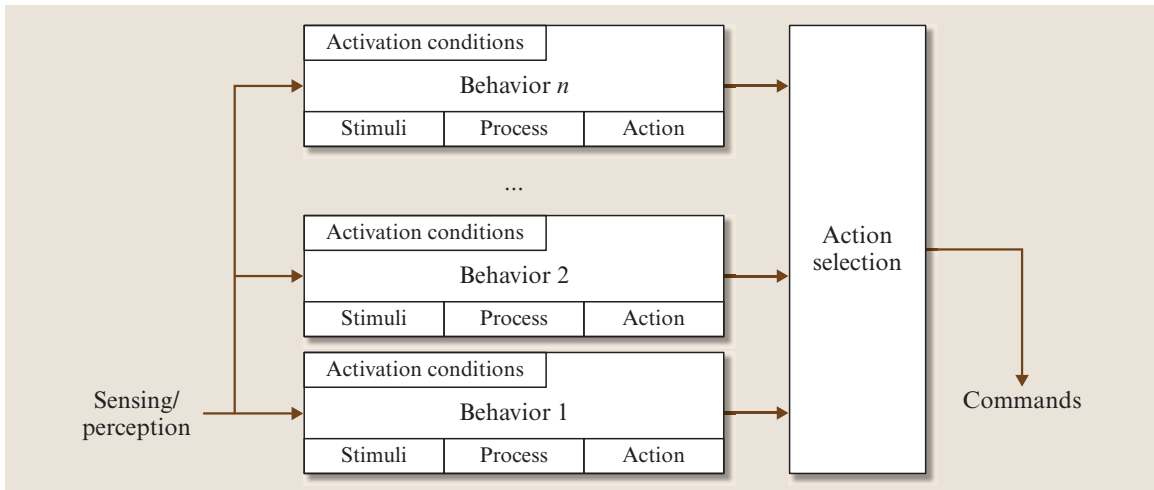 Activation conditions
Behavior n
Stimuli Process Action
...
Activation conditions
Behavior 2
Stimuli Process Action
Activation conditions
Behavior 1
Stimuli Process Action
Sensing/
perception
Action
selection
Commands